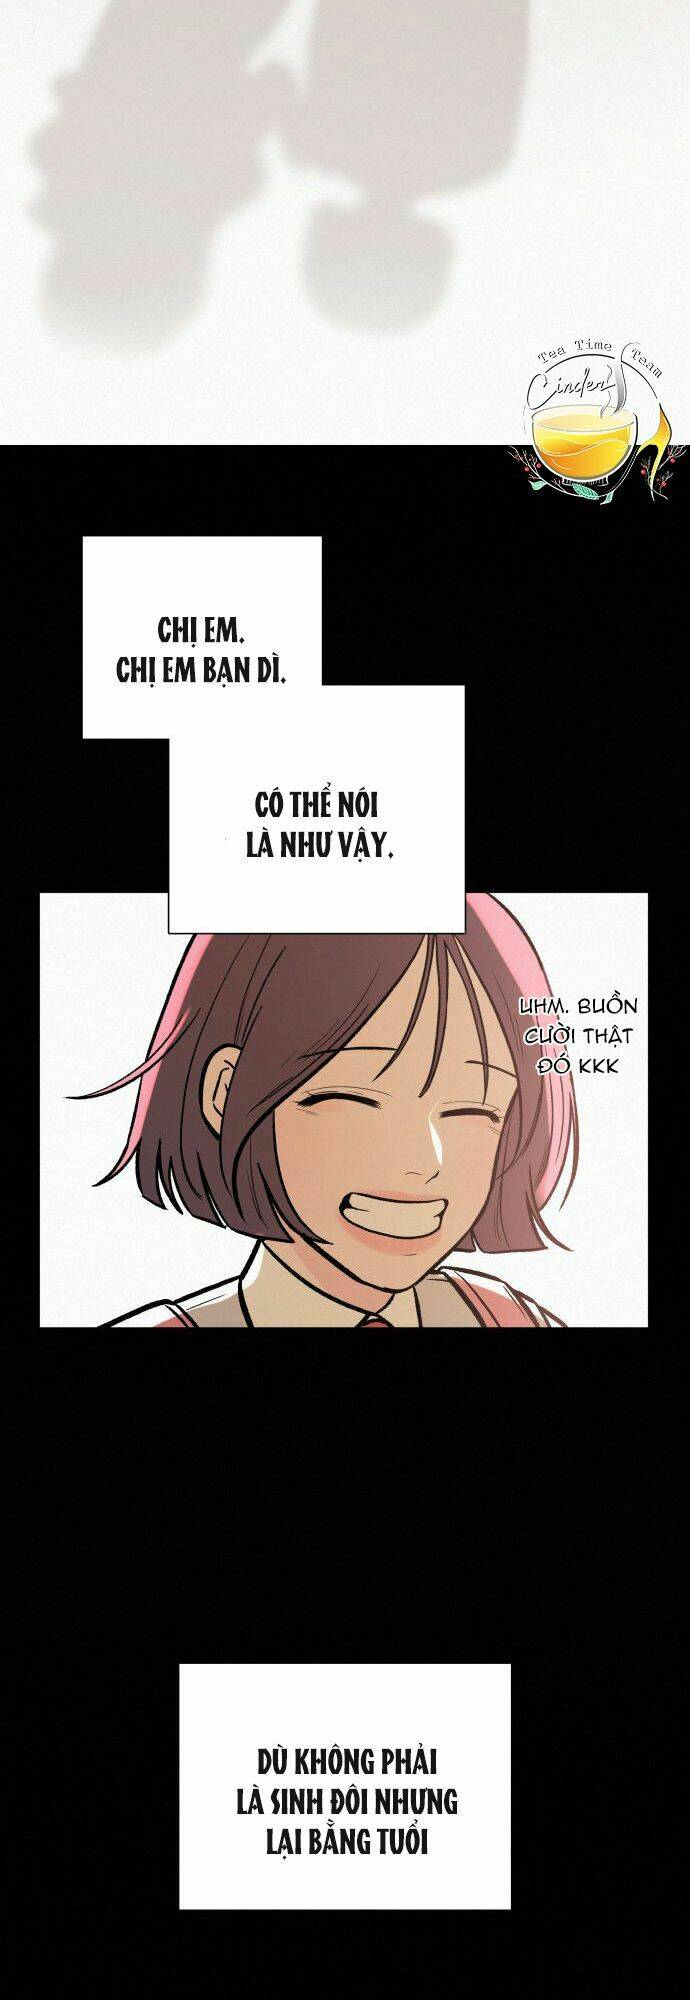 Tea Time Team
Cinder
CHỊ EM.
CHỊ EM BẠN DÌ.
CÓ THỂ NÓI
LÀ NHƯ VẬY.
UHM. BUỒN
CƯỜI THẬT
ĐÓ KKK
DÙ KHÔNG PHẢI
LÀ SINH ĐÔI NHƯNG
LẠI BẰNG TUỔI